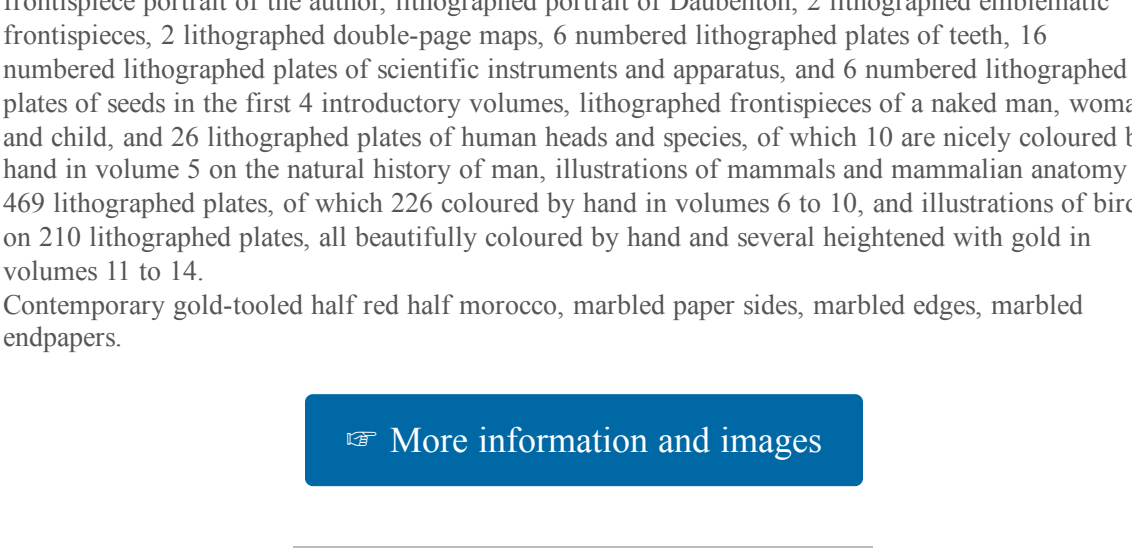 frontispiece portrait of the author, lithographed portrait of Daubenton, 2 lithographed emblematic
frontispieces, 2 lithographed double-page maps, 6 numbered lithographed plates of teeth, 16
numbered lithographed plates of scientific instruments and apparatus, and 6 numbered lithographed
plates of seeds in the first 4 introductory volumes, lithographed frontispieces of a naked man, woma
and child, and 26 lithographed plates of human heads and species, of which 10 are nicely coloured b
hand in volume 5 on the natural history of man, illustrations of mammals and mammalian anatomy
469 lithographed plates, of which 226 coloured by hand in volumes 6 to 10, and illustrations of bird
on 210 lithographed plates, all beautifully coloured by hand and several heightened with gold in
volumes 11 to 14.
Contemporary gold-tooled half red half morocco, marbled paper sides, marbled edges, marbled
endpapers.
☞ More information and images